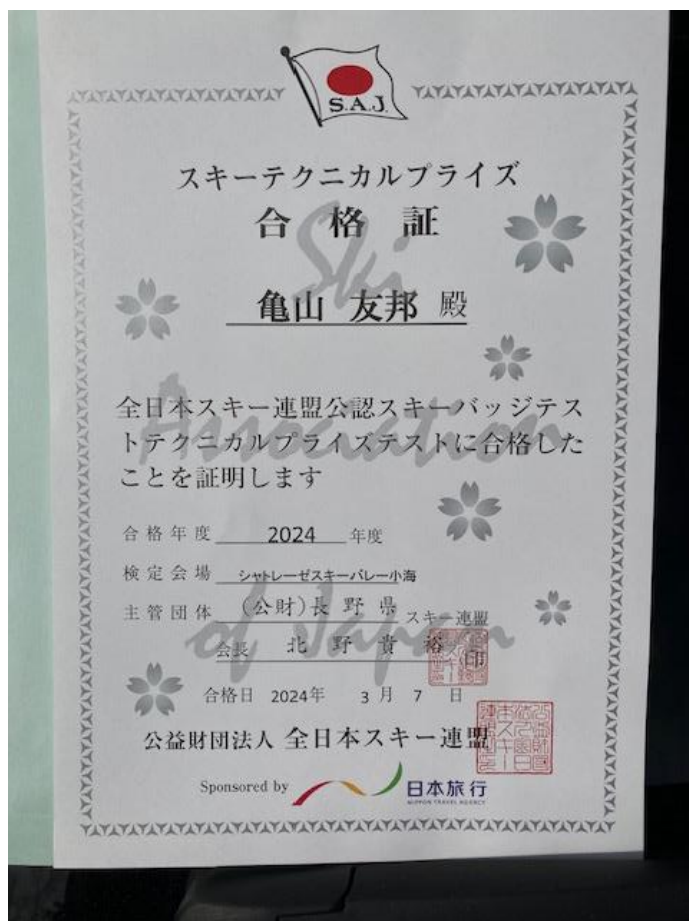 S.A.J.
スキーテクニカルプライズ
合格証
亀山 友邦 殿
全日本スキー連盟公認スキーバッジテス
トテクニカルプライズテストに合格した
ことを証明します
合格年度 2024 年度
検定会場 シャトレーゼスキーバレー小海
主管団体 (公財)長野県 スキー連盟
会長 北野貴裕 印
合格日 2024年 3月 7日
公益財団法人 全日本スキー連盟
Sponsored by 日本旅行
NIPPON TRAVEL AGENCY
Ski
Association
of Japan